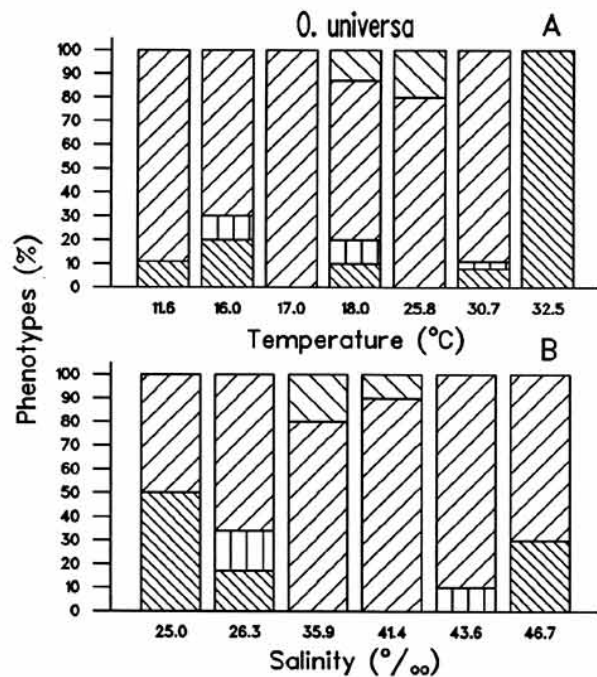 O. universa
A
100
90
80
70
60
50
40
30
20
10
0
11.6 16.0 17.0 18.0 25.8 30.7 32.5
Temperature (°C)
Phenotypes (%)
B
100
90
80
70
60
50
40
30
20
10
0
25.0 26.3 35.9 41.4 43.6 46.7
Salinity (°/oo)